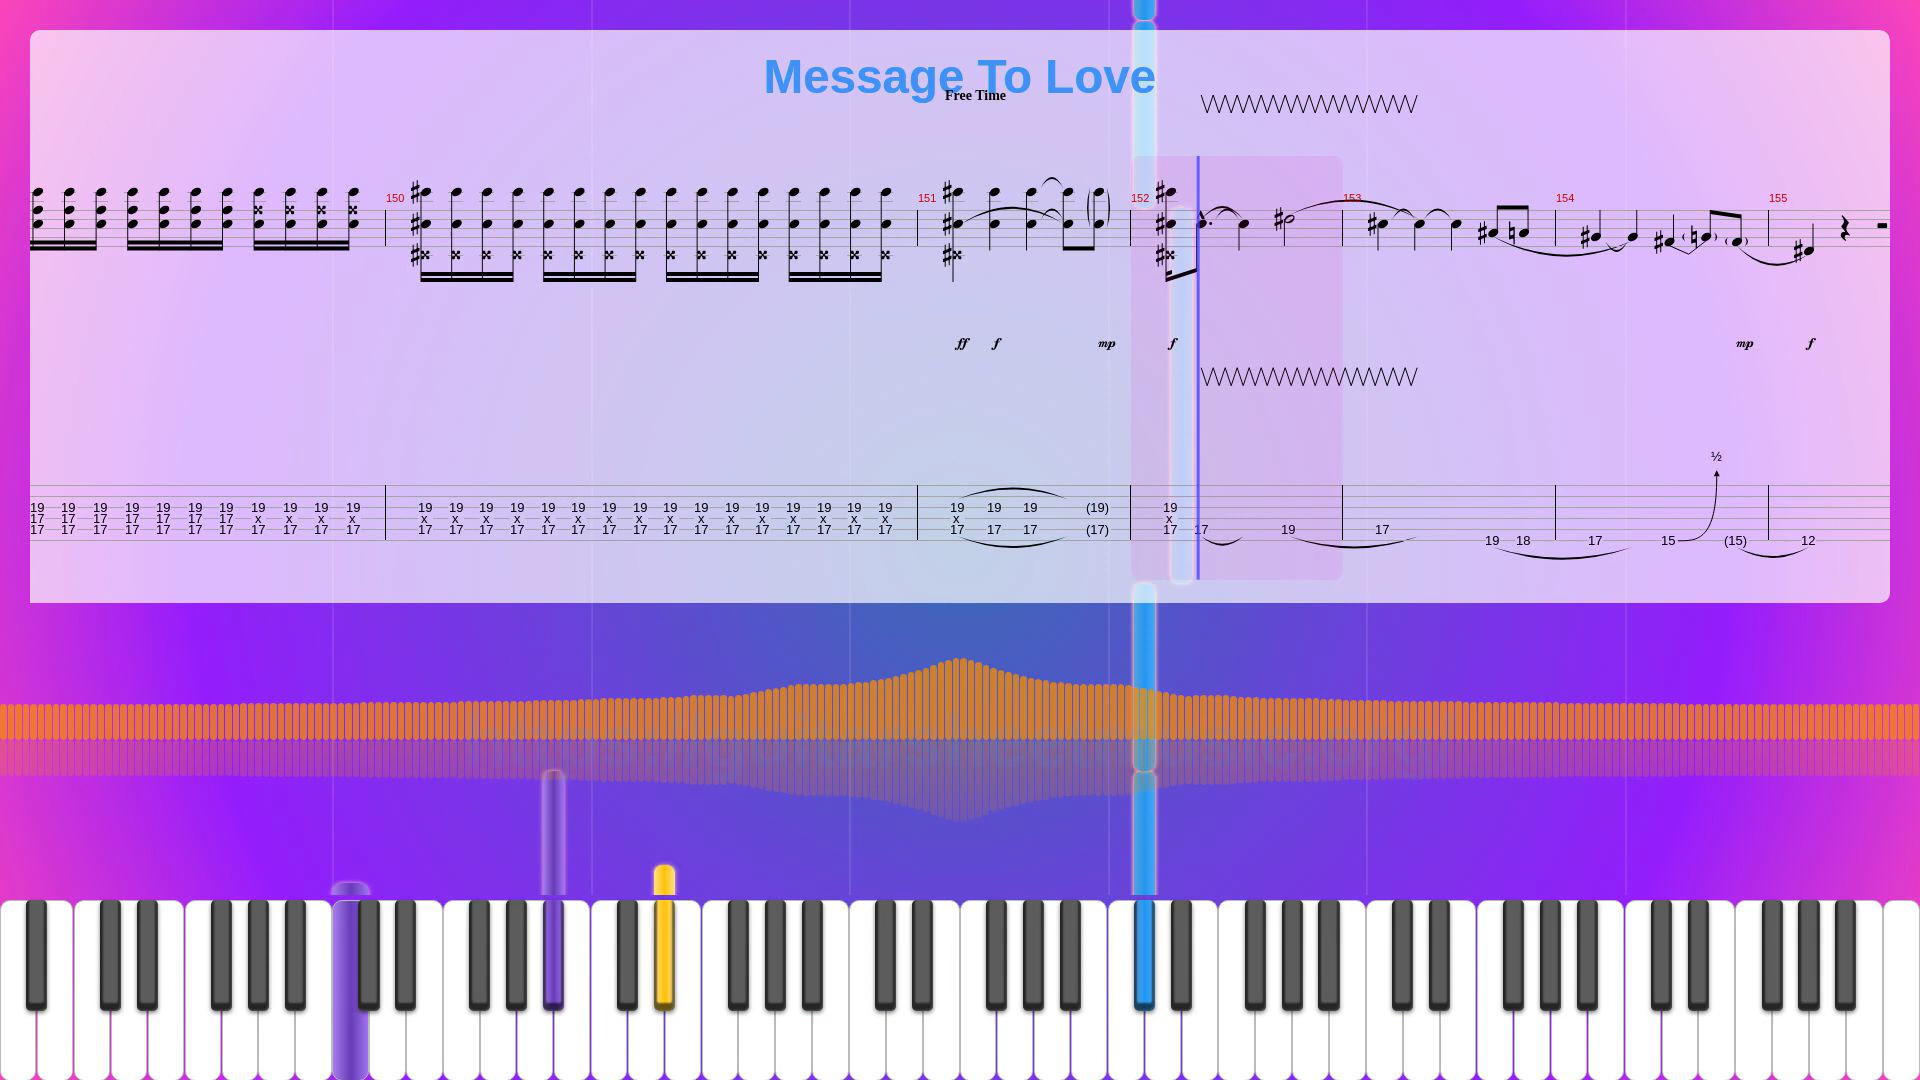 Message To Love
Free Time
150 151 152 153 154 155
ff f mp f mp f
½
19 19 19 19 19 19 19 19 19 19 19 19 19 19 19 19 19 19 19 19 19 19 19 19 19 19 19 19 19 19 (19) 19
17 17 17 17 17 17 17 x x x x x x x x x x x x x x x x x x x x x x
17 17 17 17 17 17 17 17 17 17 17 17 17 17 17 17 17 17 17 17 17 17 17 17 17 17 17 17 17 17 (17) 17 17 19 17
19 18 17 15 (15) 12